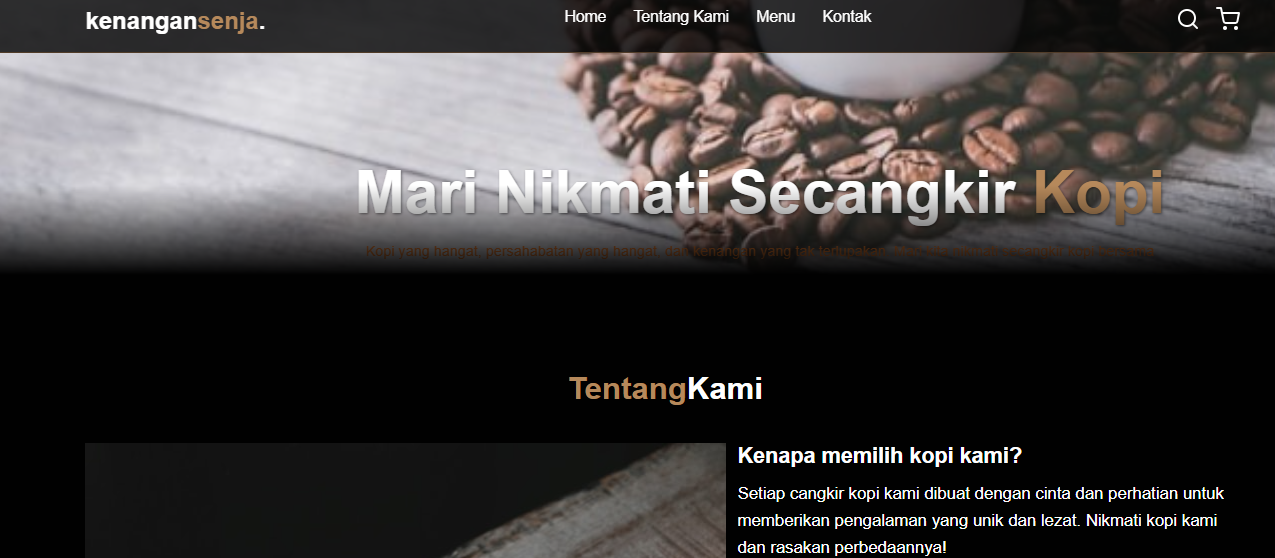 kenangansenja.
Home Tentang Kami Menu Kontak
Mari Nikmati Secangkir Kopi
Kopi yang hangat, persahabatan yang hangat, dan kenangan yang tak terlupakan
TentangKami
Kenapa memilih kopi kami?
Setiap cangkir kopi kami dibuat dengan cinta dan perhatian untuk
memberikan pengalaman yang unik dan lezat. Nikmati kopi kami
dan rasakan perbedaannya!